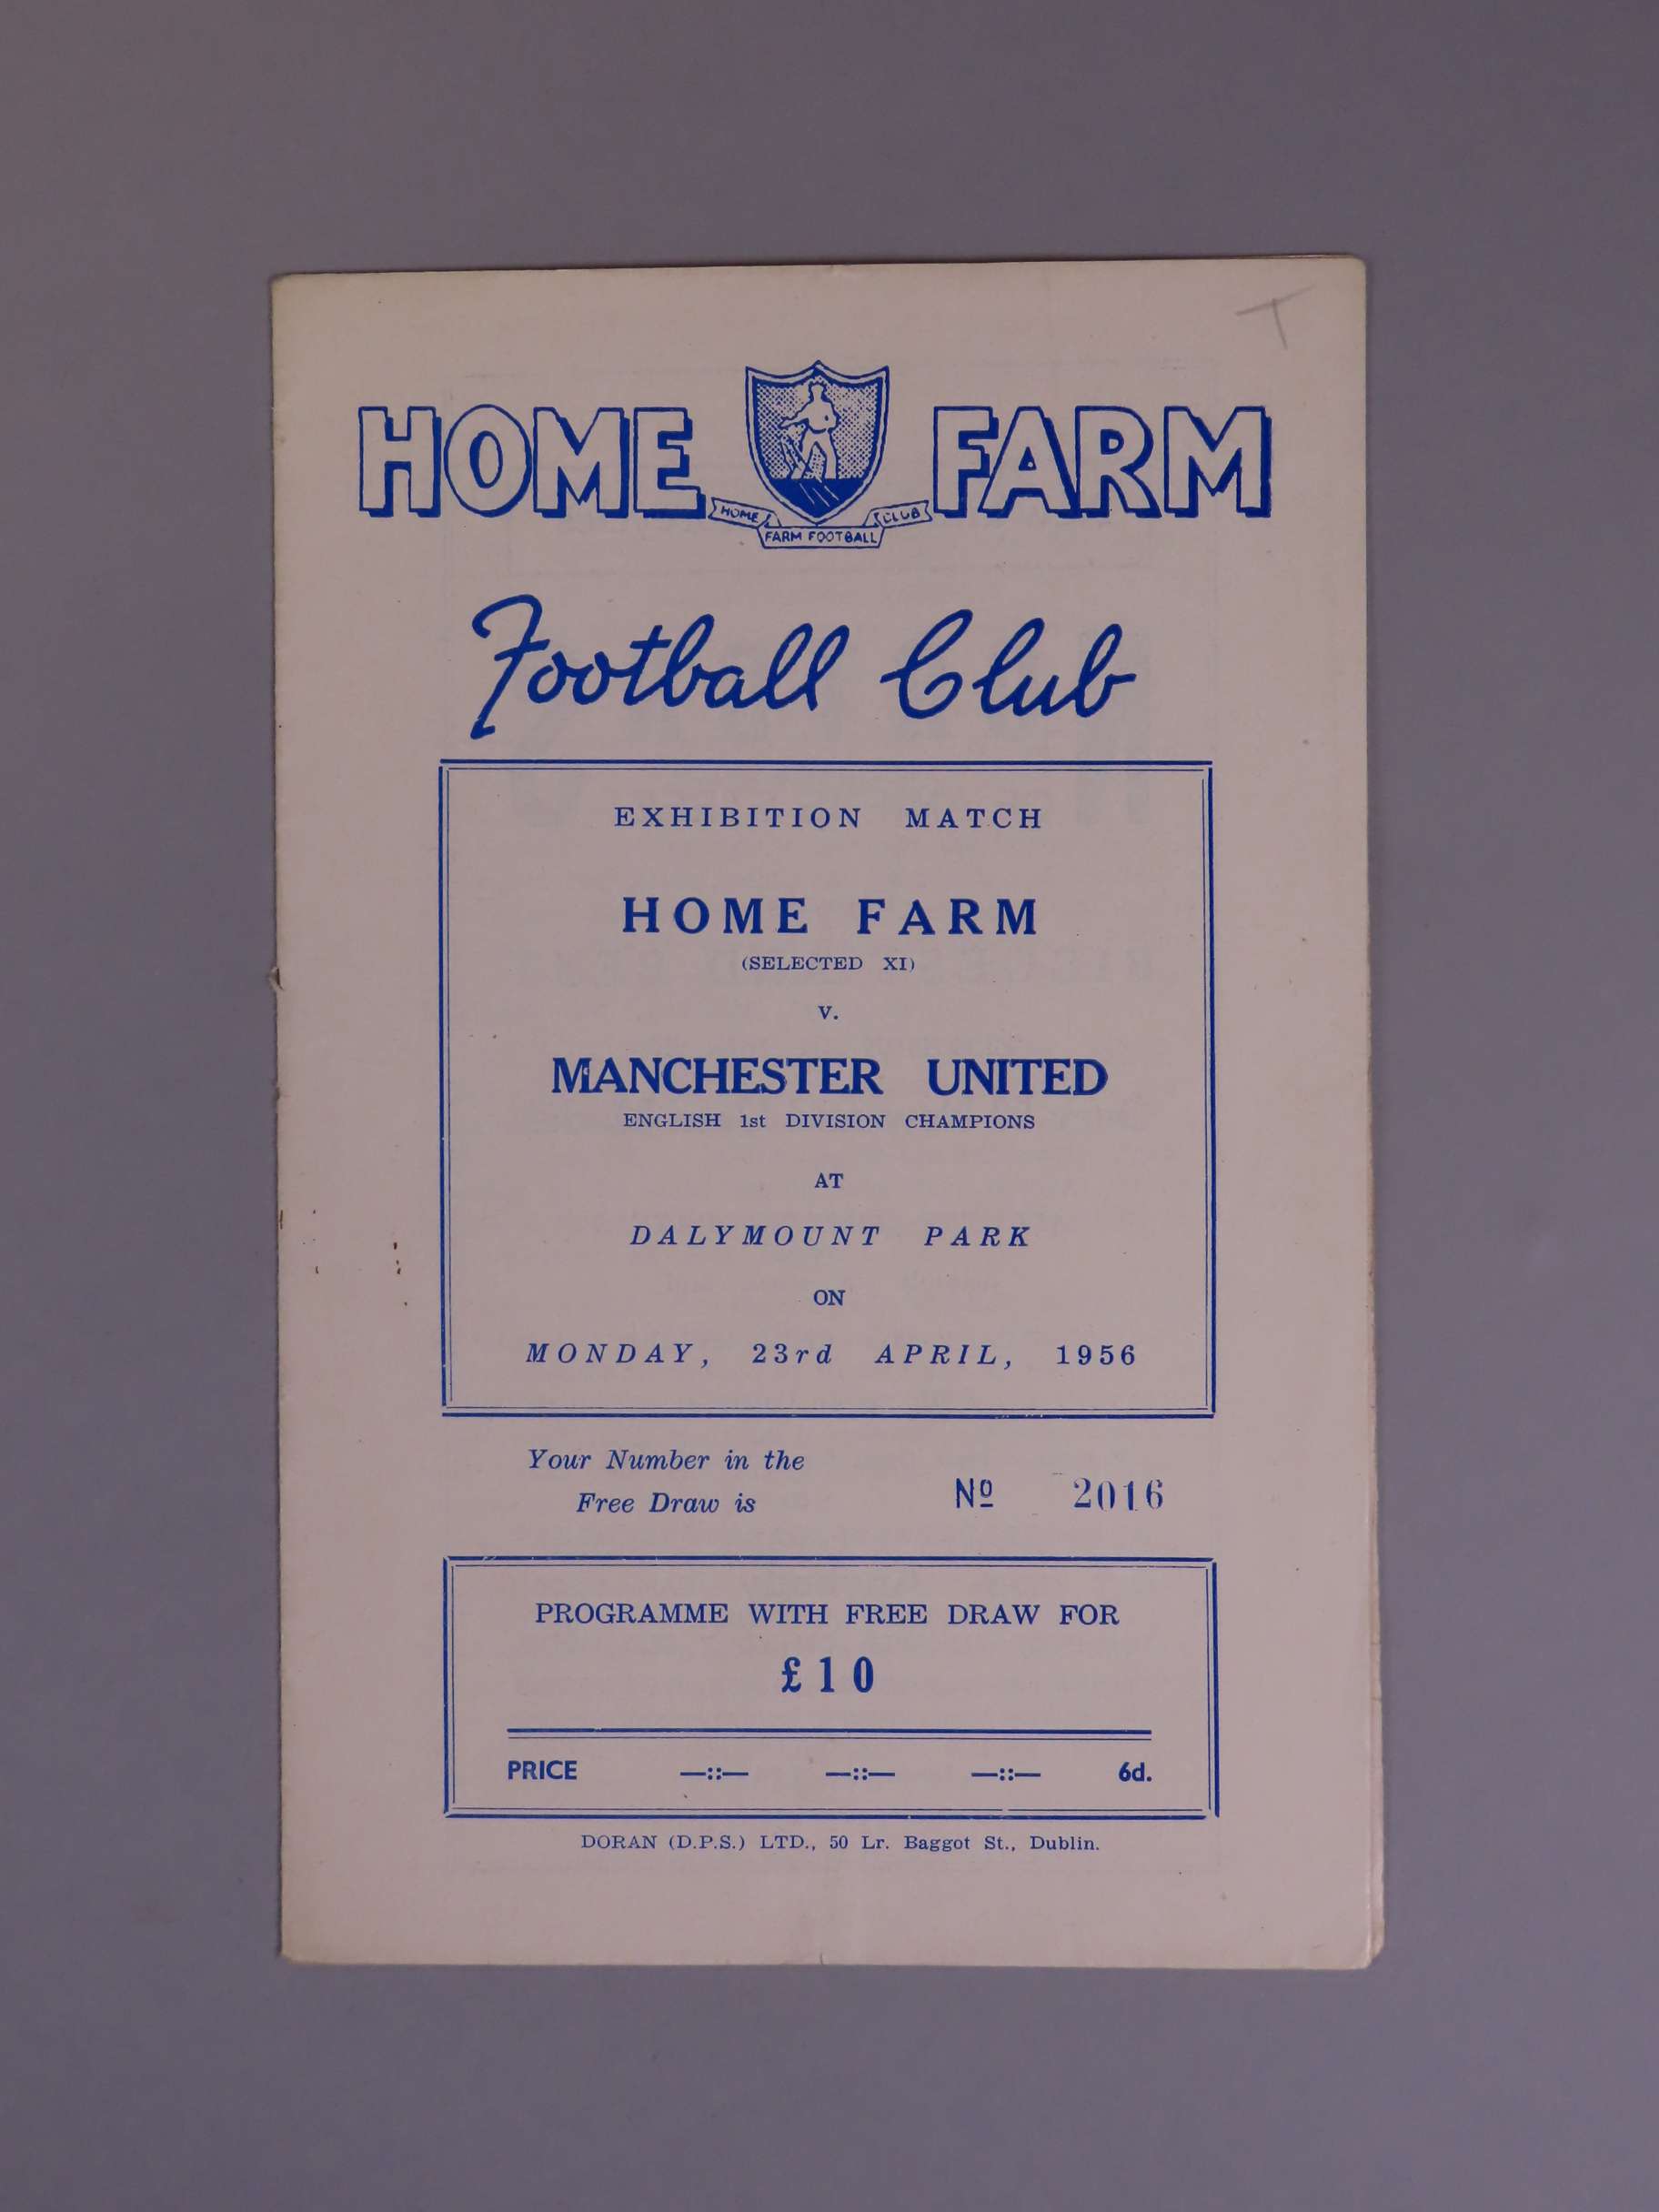 HOME FARM
HOME FARM FOOTBALL CLUB
Football Club
EXHIBITION MATCH
HOME FARM
(SELECTED XI)
v.
MANCHESTER UNITED
ENGLISH 1st DIVISION CHAMPIONS
AT
DALYMOUNT PARK
ON
MONDAY, 23rd APRIL, 1956
Your Number in the
Free Draw is
Nº 2016
PROGRAMME WITH FREE DRAW FOR
£10
PRICE —::— —::— —::— 6d.
DORAN (D.P.S.) LTD., 50 Lr. Baggot St., Dublin.